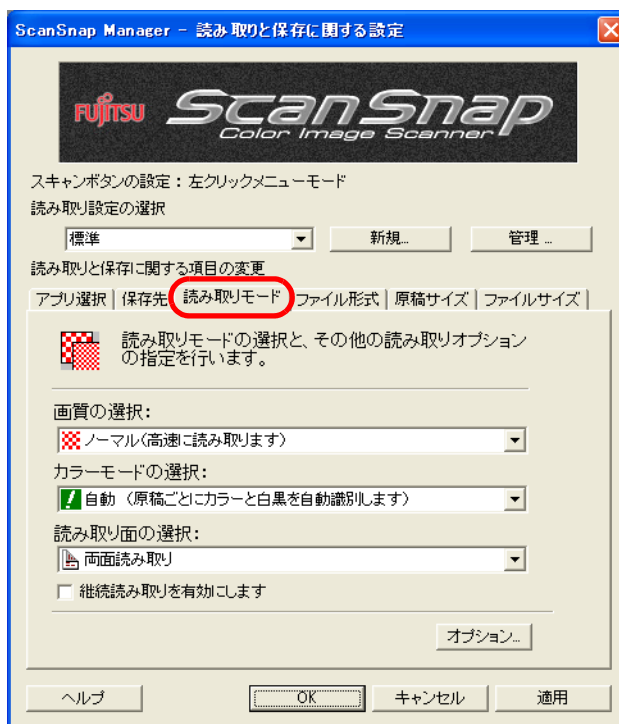 ScanSnap Manager - 読み取りと保存に関する設定
FUJITSU ScanSnap
Color Image Scanner
スキャンボタンの設定：左クリックメニューモード
読み取り設定の選択
標準 新規... 管理 ...
読み取りと保存に関する項目の変更
アプリ選択 保存先 読み取りモード ファイル形式 原稿サイズ ファイルサイズ
読み取りモードの選択と、その他の読み取りオプション
の指定を行います。
画質の選択：
ノーマル(高速に読み取ります)
カラーモードの選択：
自動 （原稿ごとにカラーと白黒を自動識別します）
読み取り面の選択：
両面読み取り
継続読み取りを有効にします
オプション...
ヘルプ OK キャンセル 適用